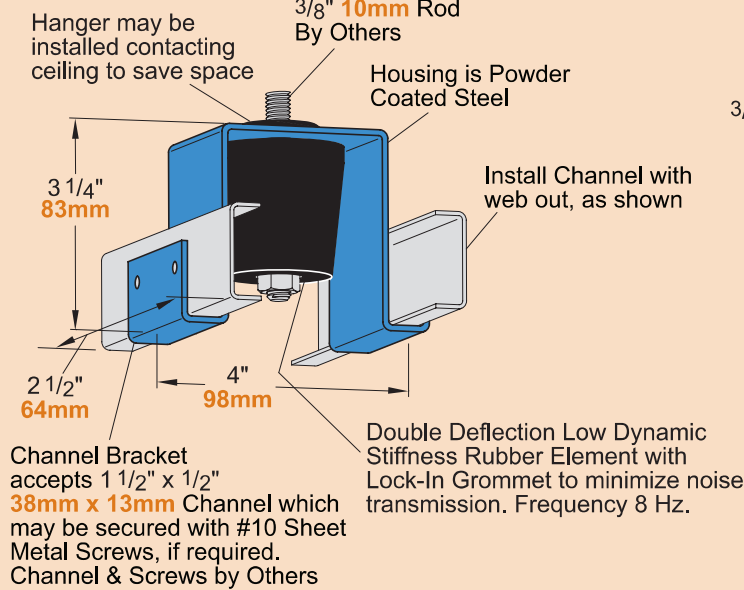 3/8" 10mm Rod
By Others
Hanger may be
installed contacting
ceiling to save space
Housing is Powder
Coated Steel
3/
3 1/4"
83mm
Install Channel with
web out, as shown
2 1/2"
64mm
4"
98mm
Channel Bracket
accepts 1 1/2" x 1/2"
38mm x 13mm Channel which
may be secured with #10 Sheet
Metal Screws, if required.
Channel & Screws by Others
Double Deflection Low Dynamic
Stiffness Rubber Element with
Lock-In Grommet to minimize noise
transmission. Frequency 8 Hz.